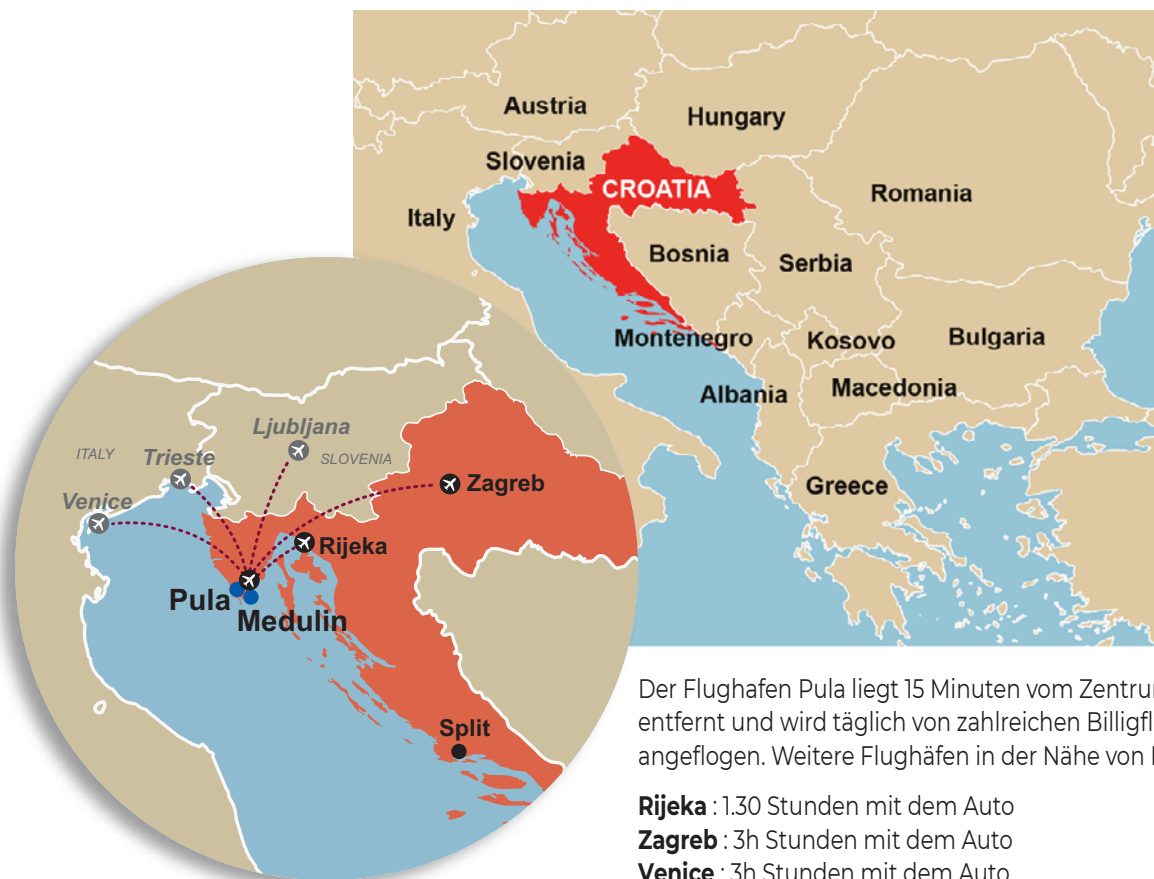 Austria
Hungary
Slovenia
CROATIA
Romania
Italy
Bosnia
Serbia
Montenegro
Kosovo
Bulgaria
Albania
Macedonia
Greece
Ljubljana
ITALY
Trieste
SLOVENIA
Venice
Zagreb
Rijeka
Pula
Medulin
Split
Der Flughafen Pula liegt 15 Minuten vom
entfernt und wird täglich von zahlreichen
angeflogen. Weitere Flughäfen in der Nähe von
Rijeka : 1.30 Stunden mit dem Auto
Zagreb : 3h Stunden mit dem Auto
Venice : 3h Stunden mit dem Auto